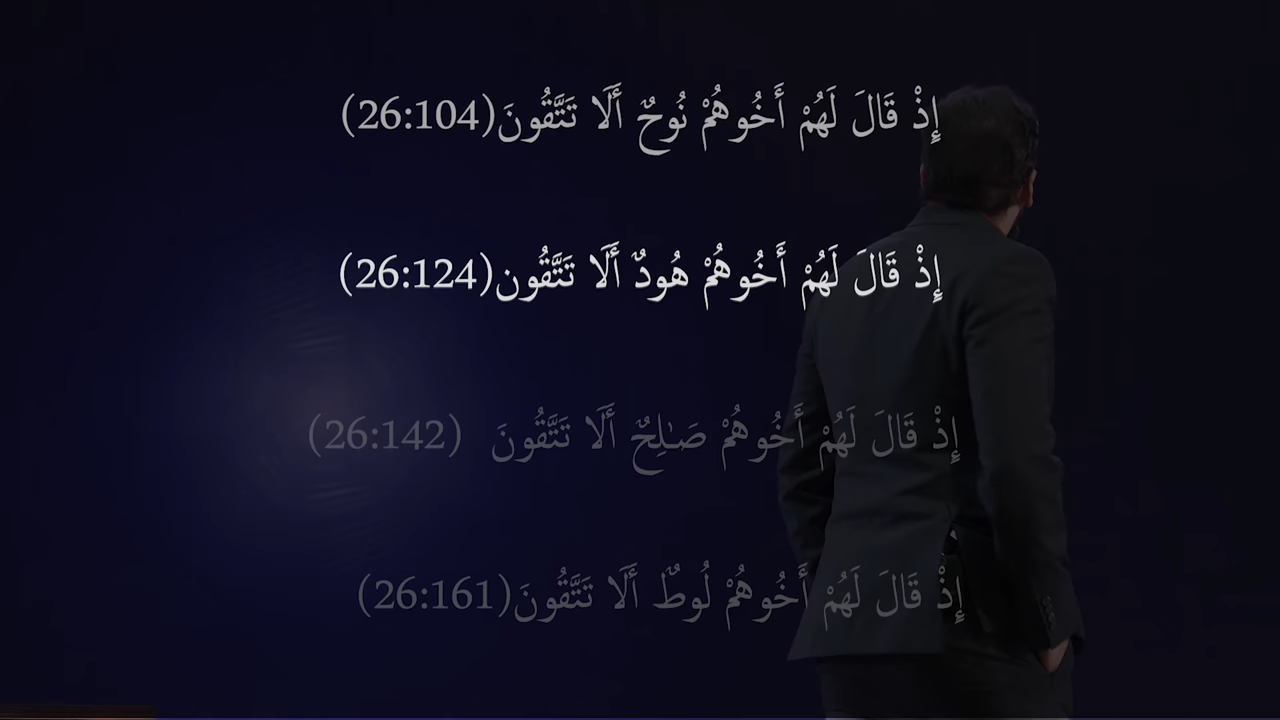 إِذْ قَالَ لَهُمْ أَخُوهُمْ نُوحٌ أَلَا تَتَّقُونَ(26:104)
إِذْ قَالَ لَهُمْ أَخُوهُمْ هُودٌ أَلَا تَتَّقُون(26:124)
إِذْ قَالَ لَهُمْ أَخُوهُمْ صَـٰلِحٌ أَلَا تَتَّقُونَ (26:142)
إِذْ قَالَ لَهُمْ أَخُوهُمْ لُوطٌ أَلَا تَتَّقُونَ(26:161)